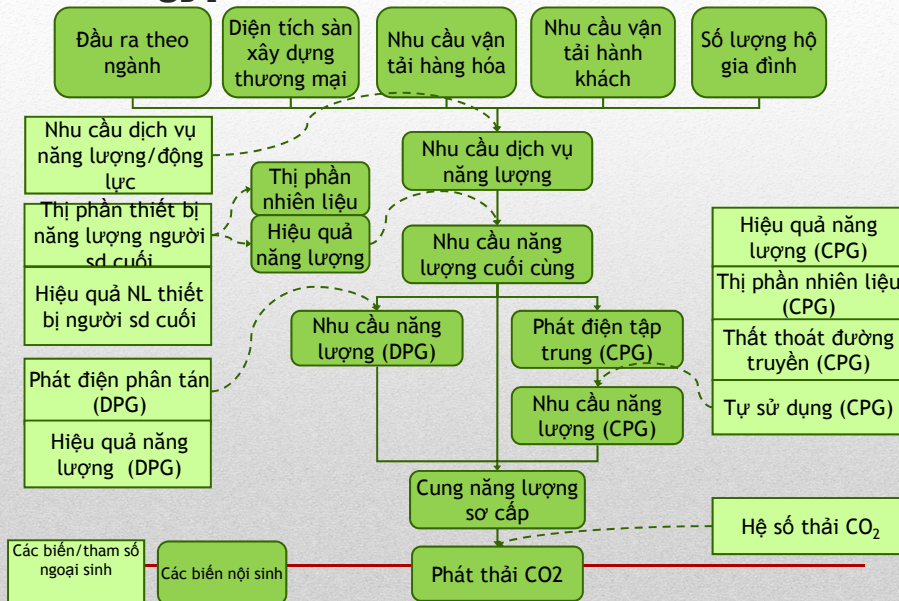 Đầu ra theo
ngành
Diện tích sàn
xây dựng
thương mại
Nhu cầu vận
tải hàng hóa
Nhu cầu vận
tải hành
khách
Số lượng hộ
gia đình
Nhu cầu dịch vụ
năng lượng/động
lực
Nhu cầu dịch vụ
năng lượng
Thị phần
nhiên liệu
Thị phần thiết bị
năng lượng người
sd cuối
Hiệu quả
năng lượng
Nhu cầu năng
lượng cuối cùng
Hiệu quả năng
lượng (CPG)
Thị phần nhiên liệu
(CPG)
Hiệu quả NL thiết
bị người sd cuối
Nhu cầu năng
lượng (DPG)
Phát điện tập
trung (CPG)
Thất thoát đường
truyền (CPG)
Phát điện phân tán
(DPG)
Nhu cầu năng
lượng (CPG)
Tự sử dụng (CPG)
Hiệu quả năng
lượng (DPG)
Cung năng lượng
sơ cấp
Hệ số thải CO₂
Các biến/tham số
ngoại sinh
Các biến nội sinh
Phát thải CO2